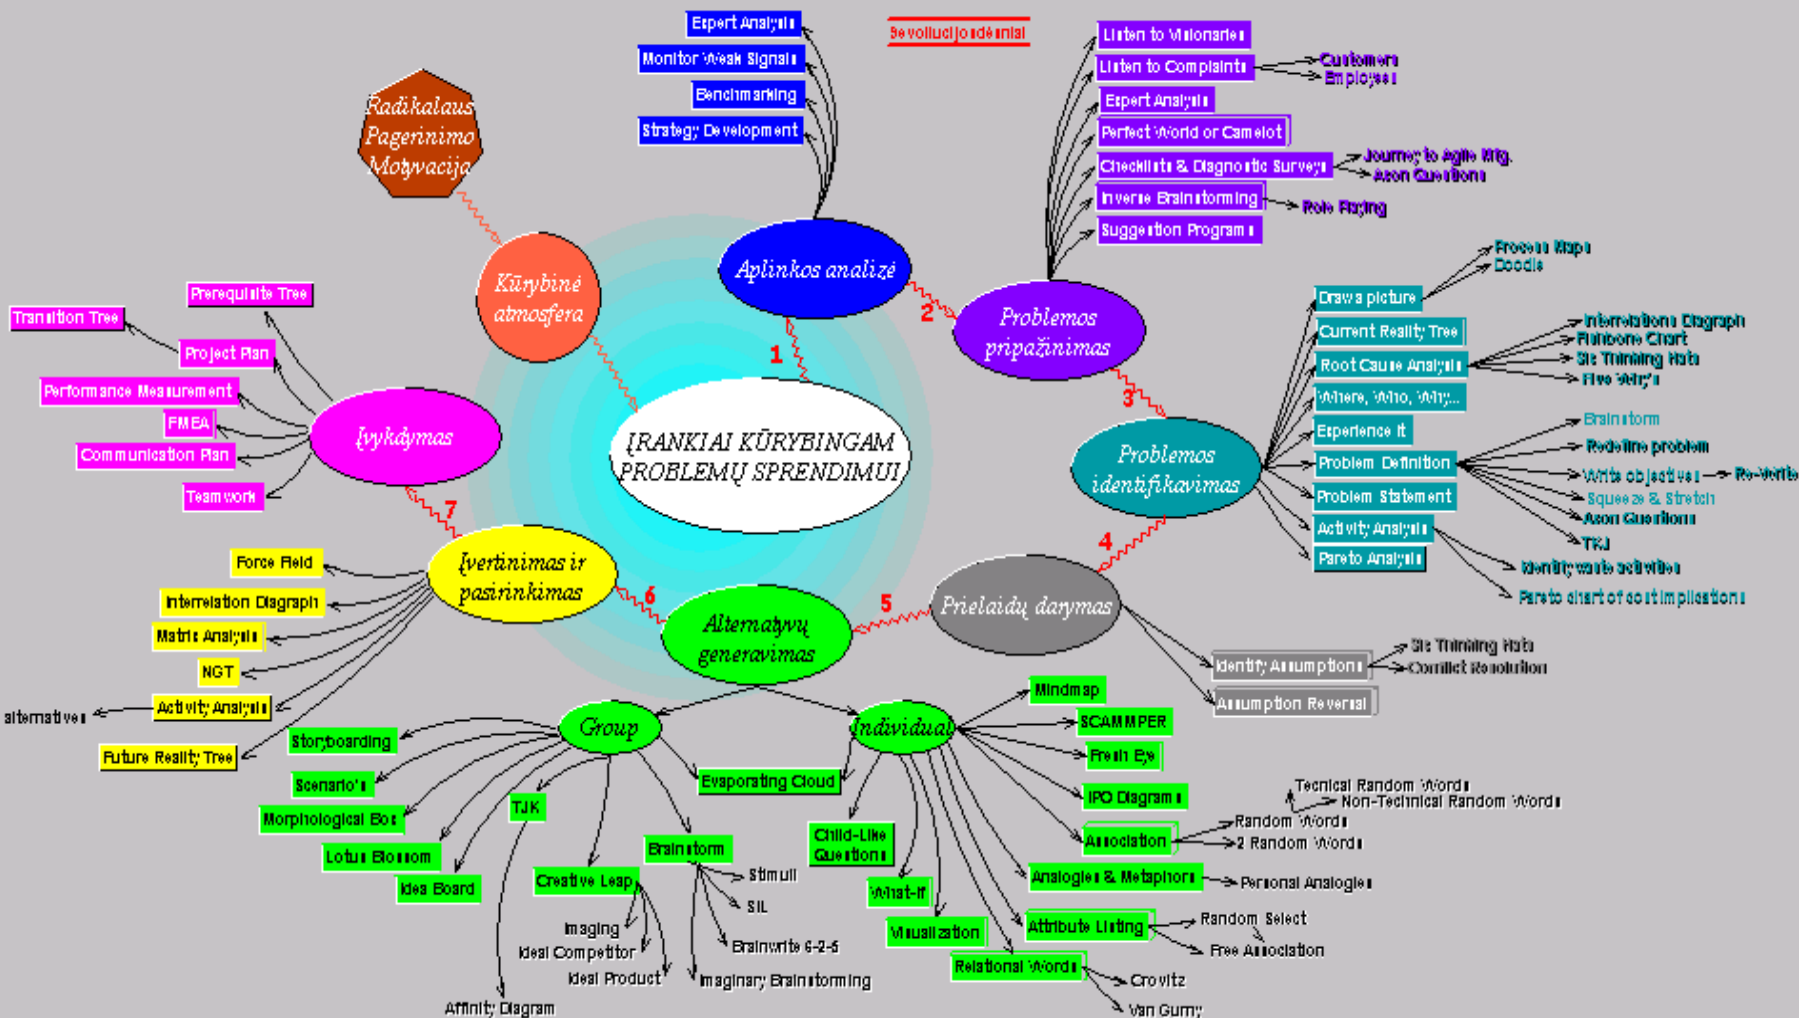 Expert Analysis
Monitor Weak Signals
Benchmarking
Strategy Development
Listen to Visionaries
Listen to Complaints
Customers
Employees
Expert Analysis
Perfect World or Camelot
Checklists & Diagnostic Surveys
Journey to Agile Mfg.
Axon Questions
Inverse Brainstorming
Role Playing
Suggestion Programs
Radikalaus
Pagerinimo
Motyvacija
Kūrybinė
atmosfera
Aplinkos analizė
Problemos
pripažinimas
1
2
3
ĮRANKIAI KŪRYBINGAM
PROBLEMŲ SPRENDIMUI
Problemos
identifikavimas
Draw a picture
Process Maps
Doodle
Current Reality Tree
Root Cause Analysis
Interrelations Diagraph
Fishbone Chart
Six Thinking Hats
Five Why's
Where, Who, Why...
Experience It
Problem Definition
Brainstorm
Redefine problem
Write objectives
Re-Write
Squeeze & Stretch
Axon Questions
TKJ
Problem Statement
Activity Analysis
Identify waste activities
Pareto chart of cost implications
Pareto Analysis
4
Prielaidų darymas
Identify Assumptions
Six Thinking Hats
Conflict Resolution
Assumption Reversal
5
Alternatyvų
generavimas
6
Įvertinimas ir
pasirinkimas
7
Įvykdymas
Prerequisite Tree
Transition Tree
Project Plan
Performance Measurement
FMEA
Communication Plan
Teamwork
Force Field
Interrelation Diagraph
Matrix Analysis
NGT
Activity Analysis
alternatives
Future Reality Tree
Group
Storyboarding
Scenario's
Morphological Box
Lotus Blossom
Idea Board
TJK
Affinity Diagram
Creative Leap
Imaging
Ideal Competitor
Ideal Product
Brainstorm
Stimuli
SIL
Brainwrite 6-2-5
Imaginary Brainstorming
Evaporating Cloud
Individual
Mindmap
SCAMMPER
Fresh Eye
IPO Diagrams
Association
Tecnical Random Words
Non-Technical Random Words
Random Words
2 Random Words
Analogies & Metaphors
Personal Analogies
Attribute Listing
Random Select
Free Association
Relational Words
Crovitz
Van Gundy
Visualization
What-If
Child-Like
Questions